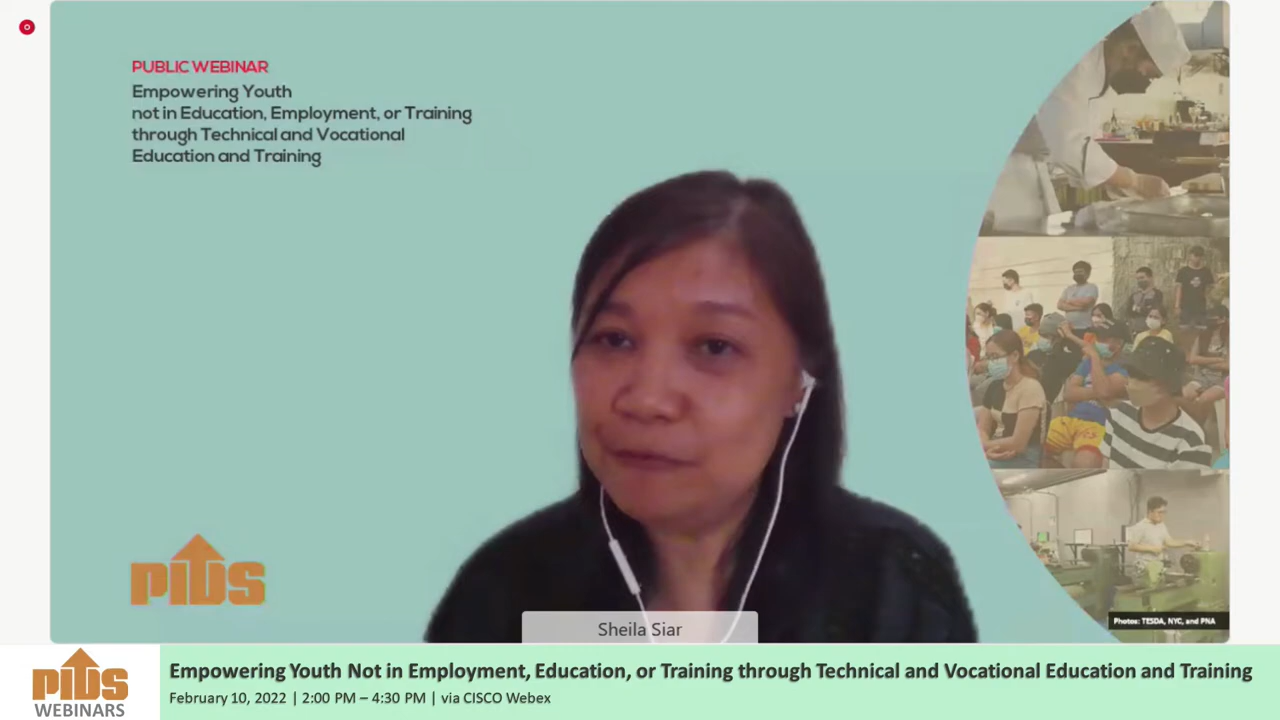 PUBLIC WEBINAR
Empowering Youth
not in Education, Employment, or Training
through Technical and Vocational
Education and Training
PIDS
Sheila Siar
Photos: TESDA, NYC, and PNA
PIDS
WEBINARS
Empowering Youth Not in Employment, Education, or Training through Technical and Vocational Education and Training
February 10, 2022 | 2:00 PM – 4:30 PM | via CISCO Webex